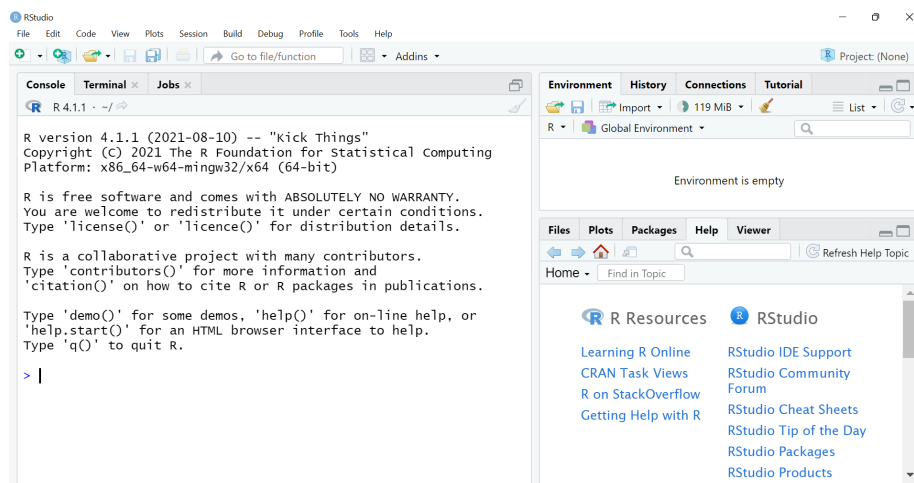 RStudio
File Edit Code View Plots Session Build Debug Profile Tools Help
Go to file/function Addins Project: (None)
Console Terminal Jobs
R 4.1.1 · ~/
R version 4.1.1 (2021-08-10) -- "Kick Things"
Copyright (C) 2021 The R Foundation for Statistical Computing
Platform: x86_64-w64-mingw32/x64 (64-bit)
R is free software and comes with ABSOLUTELY NO WARRANTY.
You are welcome to redistribute it under certain conditions.
Type 'license()' or 'licence()' for distribution details.
R is a collaborative project with many contributors.
Type 'contributors()' for more information and
'citation()' on how to cite R or R packages in publications.
Type 'demo()' for some demos, 'help()' for on-line help, or
'help.start()' for an HTML browser interface to help.
Type 'q()' to quit R.
>
Environment History Connections Tutorial
Import 119 MiB List
R Global Environment
Environment is empty
Files Plots Packages Help Viewer
Refresh Help Topic
Home Find in Topic
R Resources
Learning R Online
CRAN Task Views
R on StackOverflow
Getting Help with R
RStudio
RStudio IDE Support
RStudio Community
Forum
RStudio Cheat Sheets
RStudio Tip of the Day
RStudio Packages
RStudio Products